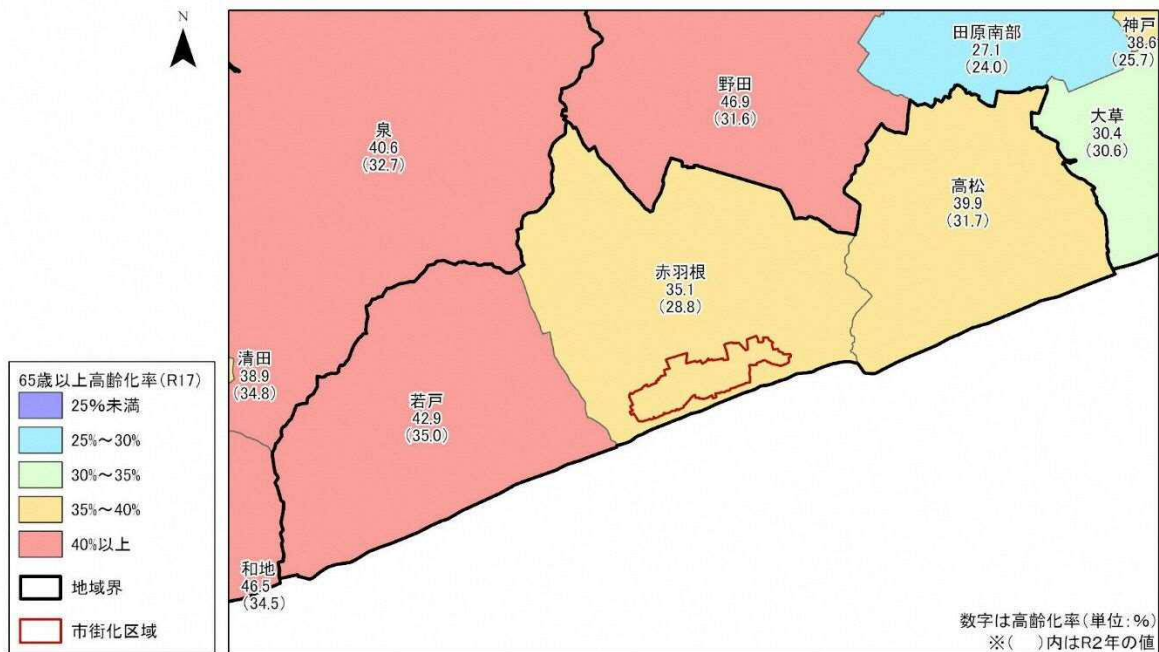 N
田原南部
27.1
(24.0)
神戸
38.6
(25.7)
野田
46.9
(31.6)
大草
30.4
(30.6)
泉
40.6
(32.7)
高松
39.9
(31.7)
赤羽根
35.1
(28.8)
清田
38.9
(34.8)
若戸
42.9
(35.0)
和地
46.5
(34.5)
65歳以上高齢化率(R17)
25%未満
25%~30%
30%~35%
35%~40%
40%以上
地域界
市街化区域
数字は高齢化率(単位:%)
※( )内はR2年の値